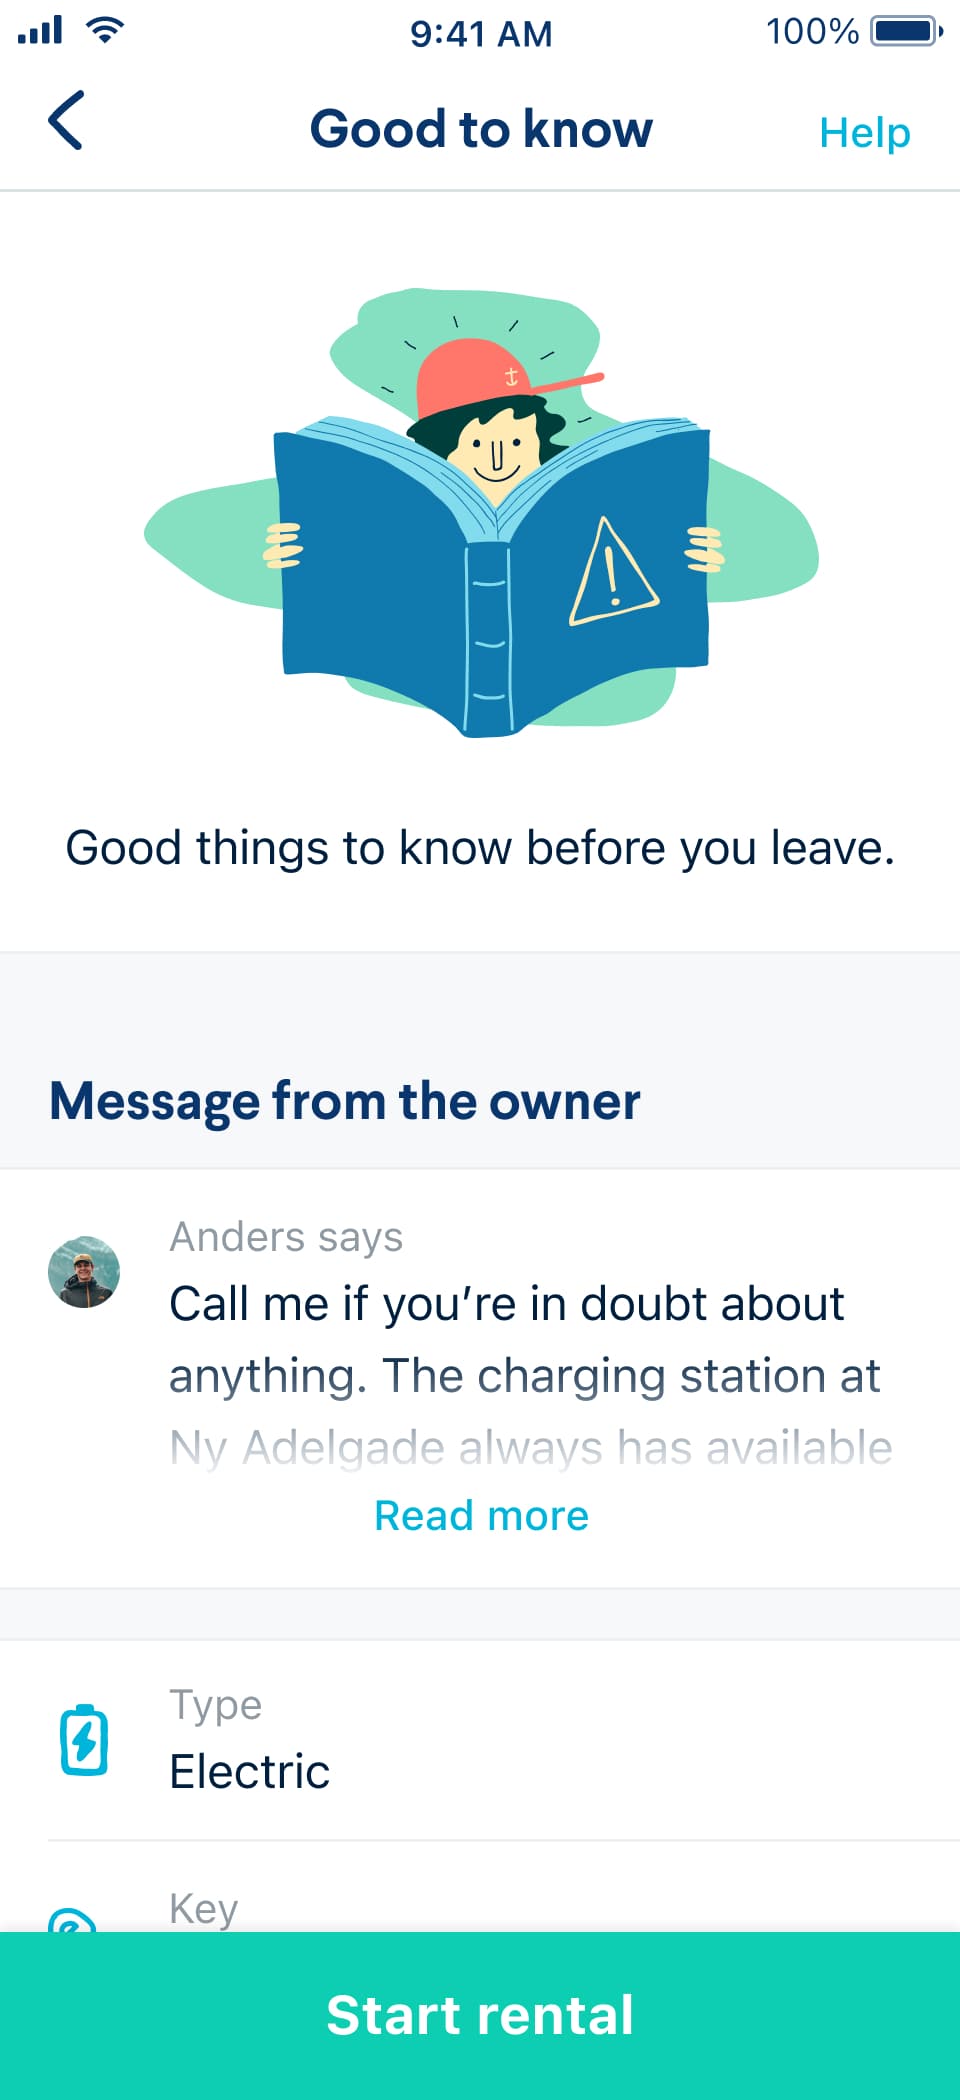 9:41 AM
100%
Good to know
Help
Good things to know before you leave.
Message from the owner
Anders says
Call me if you’re in doubt about
anything. The charging station at
Ny Adelgade always has available
Read more
Type
Electric
Key
Start rental